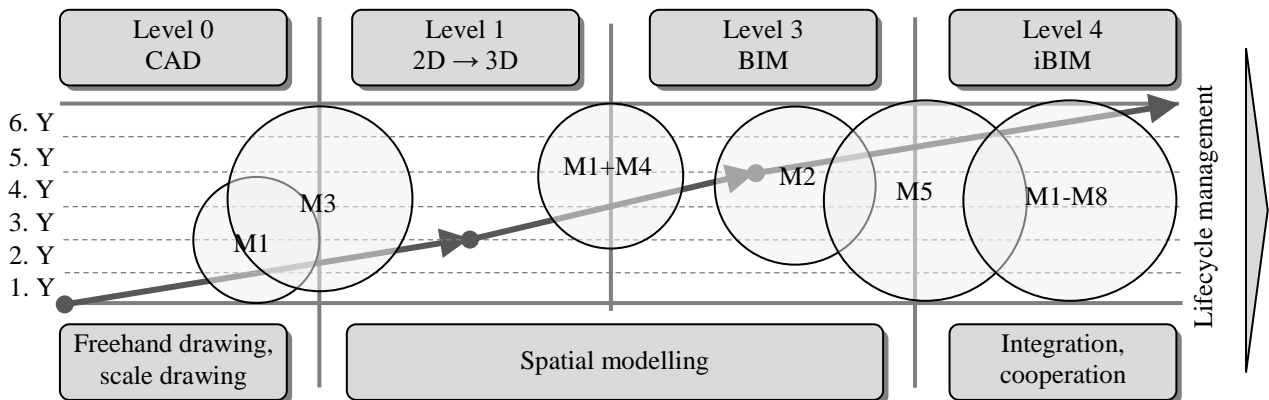 Level 0
CAD
Level 1
2D → 3D
Level 3
BIM
Level 4
iBIM
6. Y
5. Y
4. Y
3. Y
2. Y
1. Y
M1
M3
M1+M4
M2
M5
M1-M8
Lifecycle management
Freehand drawing,
scale drawing
Spatial modelling
Integration,
cooperation